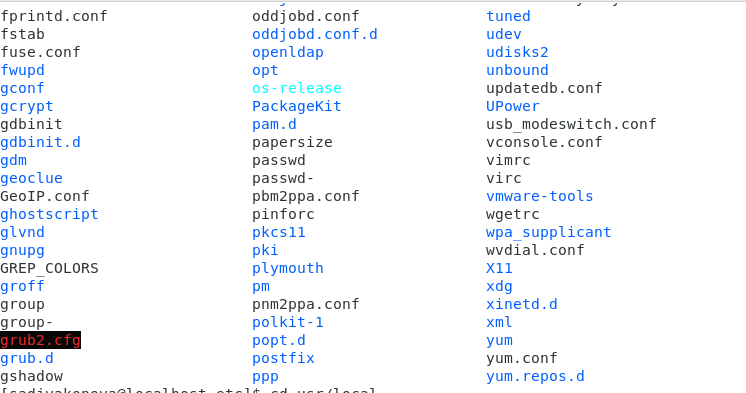 fprintd.conf oddjobd.conf tuned
fstab oddjobd.conf.d udev
fuse.conf openldap udisks2
fwupd opt unbound
gconf os-release updatedb.conf
gcrypt PackageKit UPower
gdbinit pam.d usb_modeswitch.conf
gdbinit.d papersize vconsole.conf
gdm passwd vimrc
geoclue passwd- virc
GeoIP.conf pbm2ppa.conf vmware-tools
ghostscript pinforc wgetrc
glvnd pkcs11 wpa_supplicant
gnupg pki wvdial.conf
GREP_COLORS plymouth X11
groff pm xdg
group pnm2ppa.conf xinetd.d
group- polkit-1 xml
grub2.cfg popt.d yum
grub.d postfix yum.conf
gshadow ppp yum.repos.d
etc]$ cd usr/local